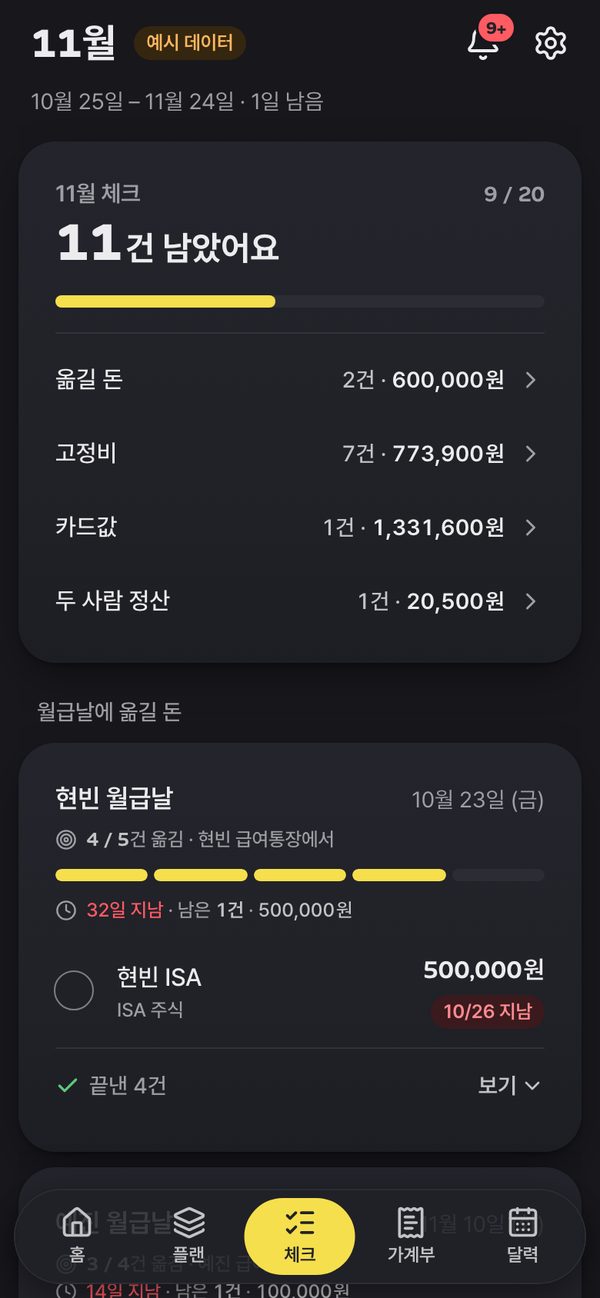 11월 예시 데이터 9+
10월 25일 – 11월 24일 · 1일 남음
11월 체크 9 / 20
11건 남았어요
옮길 돈 2건 · 600,000원
고정비 7건 · 773,900원
카드값 1건 · 1,331,600원
두 사람 정산 1건 · 20,500원
월급날에 옮길 돈
현빈 월급날 10월 23일 (금)
4 / 5건 옮김 · 현빈 급여통장에서
32일 지남 · 남은 1건 · 500,000원
현빈 ISA 500,000원
ISA 주식 10/26 지남
끝낸 4건 보기
월급날 11월 10일
3 / 4건 옮김
홈 플랜 체크 가계부 달력
14일 지남 · 남은 1건 · 100,000원